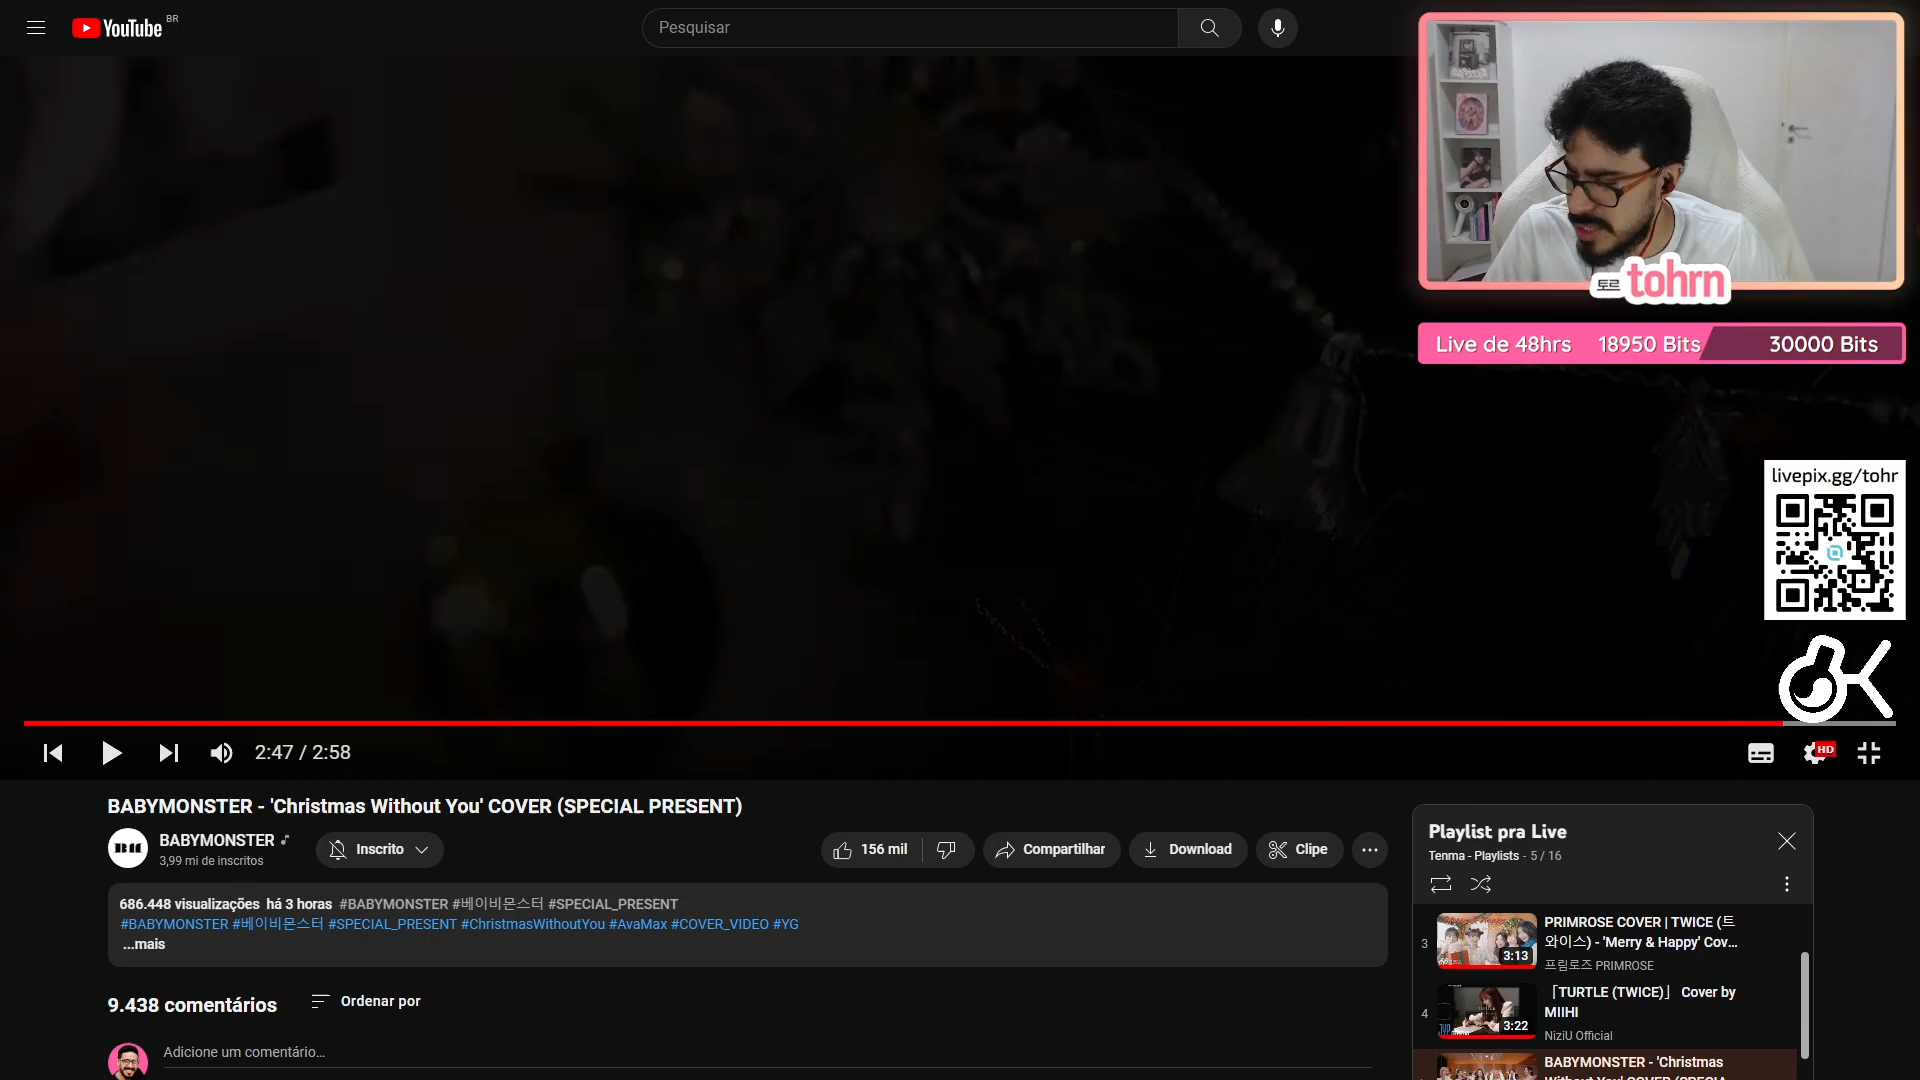 YouTube BR
Pesquisar
토르 tohrn
Live de 48hrs 18950 Bits 30000 Bits
livepix.gg/tohr
2:47 / 2:58
HD
BABYMONSTER - 'Christmas Without You' COVER (SPECIAL PRESENT)
BABYMONSTER
3,99 mi de inscritos
Inscrito
156 mil
Compartilhar
Download
Clipe
686.448 visualizações há 3 horas #BABYMONSTER #베이비몬스터 #SPECIAL_PRESENT
#BABYMONSTER #베이비몬스터 #SPECIAL_PRESENT #ChristmasWithoutYou #AvaMax #COVER_VIDEO #YG
...mais
9.438 comentários
Ordenar por
Adicione um comentário...
Playlist pra Live
Tenma - Playlists - 5 / 16
3
3:13
PRIMROSE COVER | TWICE (트
와이스) - 'Merry & Happy' Cov...
프림로즈 PRIMROSE
4
3:22
「TURTLE (TWICE)」 Cover by
MIIHI
NiziU Official
BABYMONSTER - 'Christmas
Without You' COVER (SPECIA